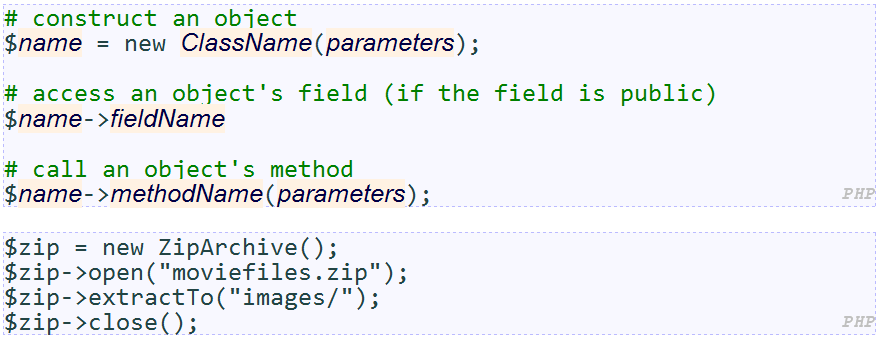 # construct an object
$name = new ClassName(parameters);
# access an object's field (if the field is public)
$name->fieldName
# call an object's method
$name->methodName(parameters);
PHP
$zip = new ZipArchive();
$zip->open("moviefiles.zip");
$zip->extractTo("images/");
$zip->close();
PHP